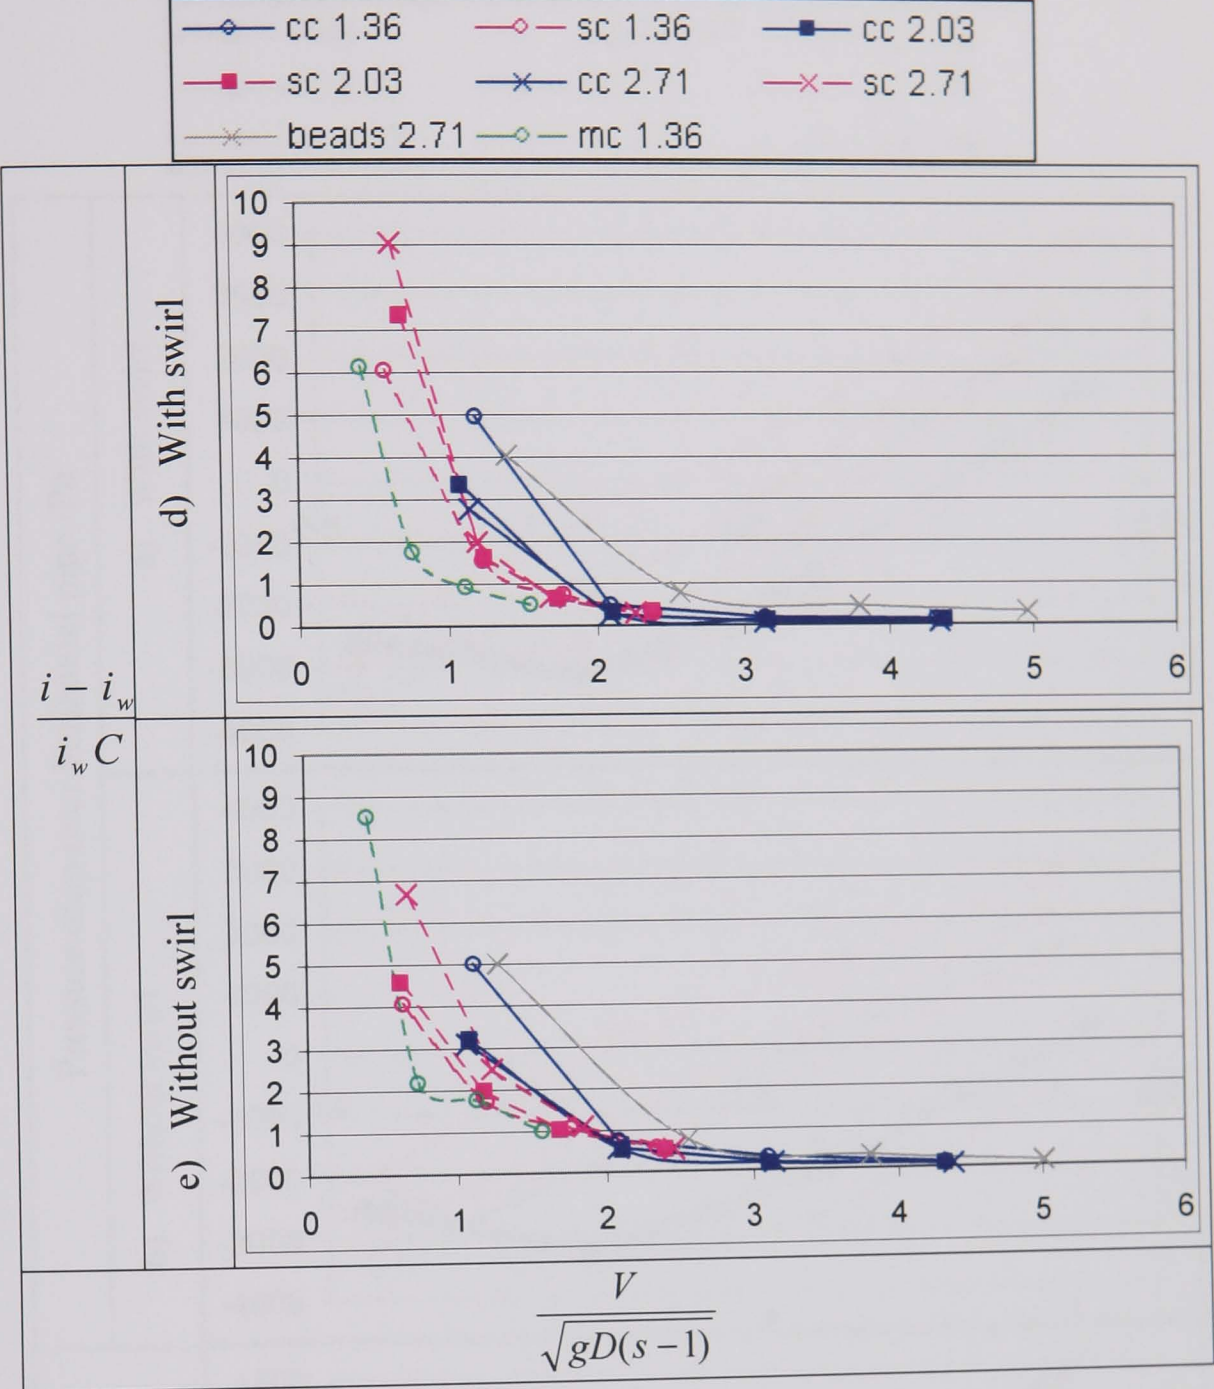 cc 1.36 sc 1.36 cc 2.03
sc 2.03 cc 2.71 sc 2.71
beads 2.71 mc 1.36
d) With swirl
10
9
8
7
6
5
4
3
2
1
0
0 1 2 3 4 5 6
i − i_w
i_w C
e) Without swirl
10
9
8
7
6
5
4
3
2
1
0
0 1 2 3 4 5 6
V
√gD(s − 1)